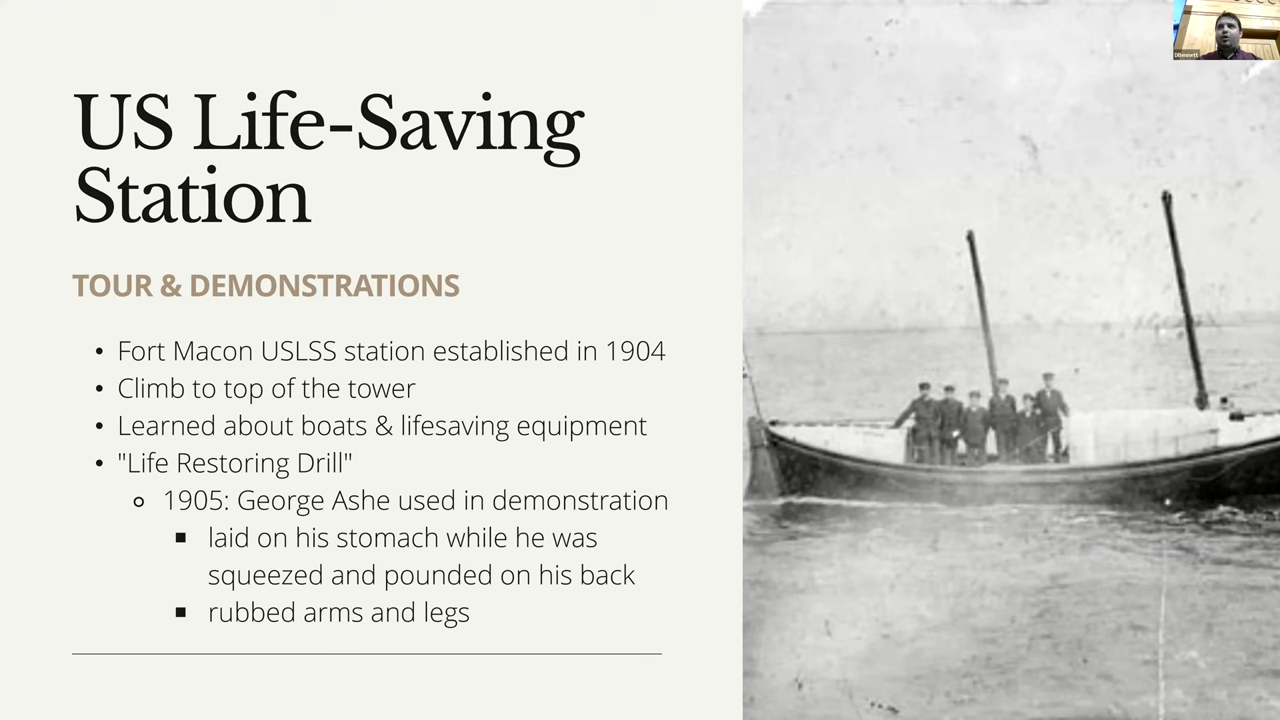 US Life-Saving
Station
TOUR & DEMONSTRATIONS
• Fort Macon USLSS station established in 1904
• Climb to top of the tower
• Learned about boats & lifesaving equipment
• "Life Restoring Drill"
1905: George Ashe used in demonstration
laid on his stomach while he was
squeezed and pounded on his back
rubbed arms and legs
DBennett